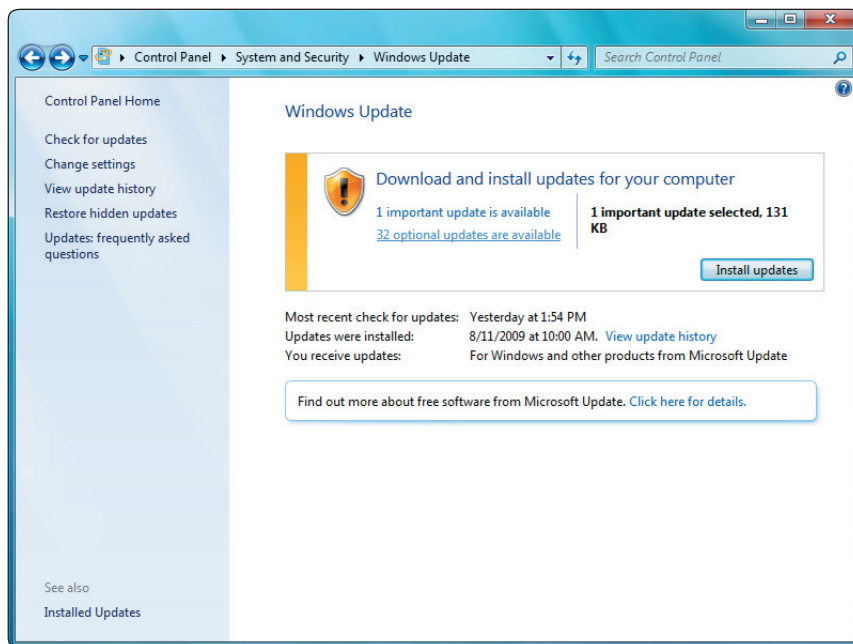 Control Panel ▸ System and Security ▸ Windows Update
Search Control Panel
Control Panel Home
Check for updates
Change settings
View update history
Restore hidden updates
Updates: frequently asked
questions
See also
Installed Updates
Windows Update
Download and install updates for your computer
1 important update is available
32 optional updates are available
1 important update selected, 131
KB
Install updates
Most recent check for updates: Yesterday at 1:54 PM
Updates were installed: 8/11/2009 at 10:00 AM. View update history
You receive updates: For Windows and other products from Microsoft Update
Find out more about free software from Microsoft Update. Click here for details.